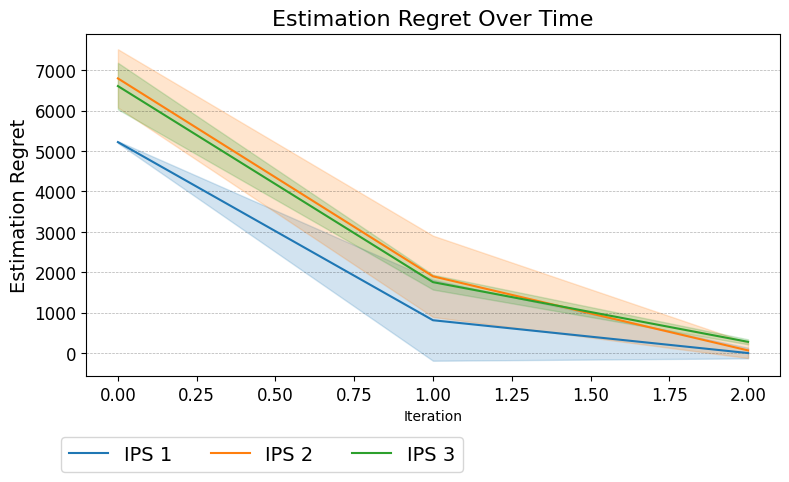 Estimation Regret Over Time
Estimation Regret
7000
6000
5000
4000
3000
2000
1000
0
0.00 0.25 0.50 0.75 1.00 1.25 1.50 1.75 2.00
Iteration
IPS 1 IPS 2 IPS 3